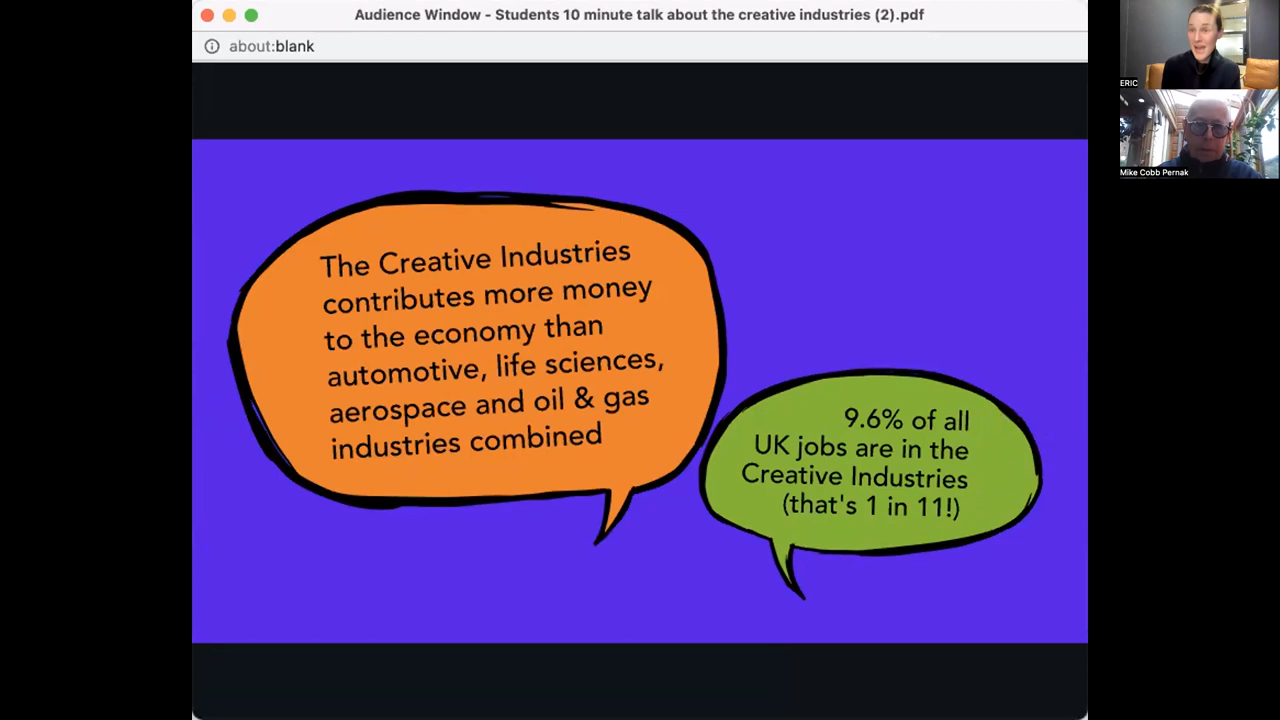 Audience Window - Students 10 minute talk about the creative industries (2).pdf
about:blank
The Creative Industries
contributes more money
to the economy than
automotive, life sciences,
aerospace and oil & gas
industries combined
9.6% of all
UK jobs are in the
Creative Industries
(that's 1 in 11!)
ERIC
Mike Cobb Pernak